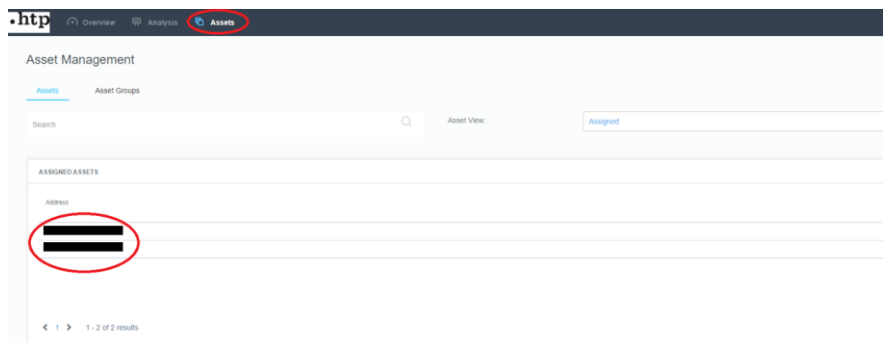 .htp Overview Analysis Assets
Asset Management
Assets Asset Groups
Search Asset View: Assigned
ASSIGNED ASSETS
Address
1 1 - 2 of 2 results